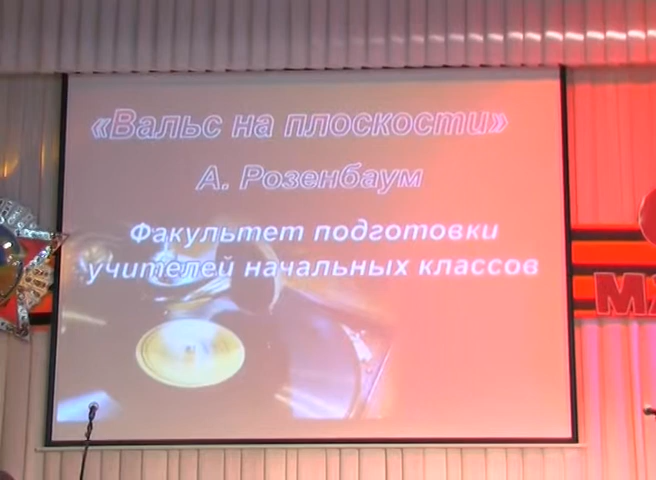 «Вальс на плоскости»
А. Розенбаум
Факультет подготовки
учителей начальных классов